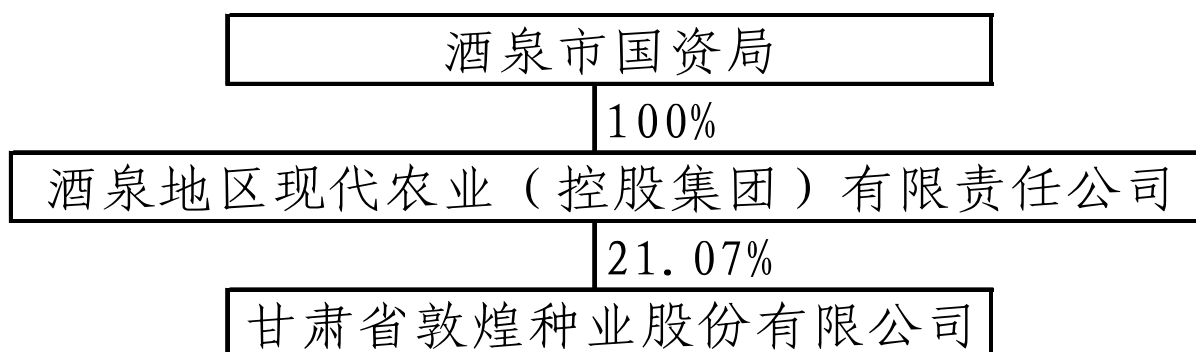 酒泉市国资局
100%
酒泉地区现代农业（控股集团）有限责任公司
21.07%
甘肃省敦煌种业股份有限公司